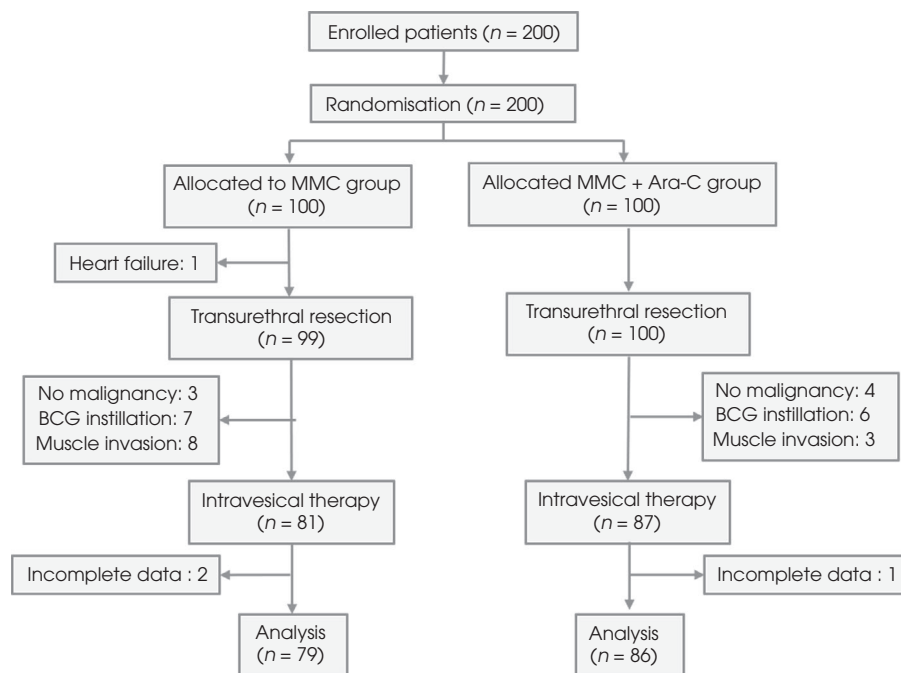 Enrolled patients (n = 200)
Randomisation (n = 200)
Allocated to MMC group
(n = 100)
Allocated MMC + Ara-C group
(n = 100)
Heart failure: 1
Transurethral resection
(n = 99)
Transurethral resection
(n = 100)
No malignancy: 3
BCG instillation: 7
Muscle invasion: 8
No malignancy: 4
BCG instillation: 6
Muscle invasion: 3
Intravesical therapy
(n = 81)
Intravesical therapy
(n = 87)
Incomplete data : 2
Incomplete data : 1
Analysis
(n = 79)
Analysis
(n = 86)